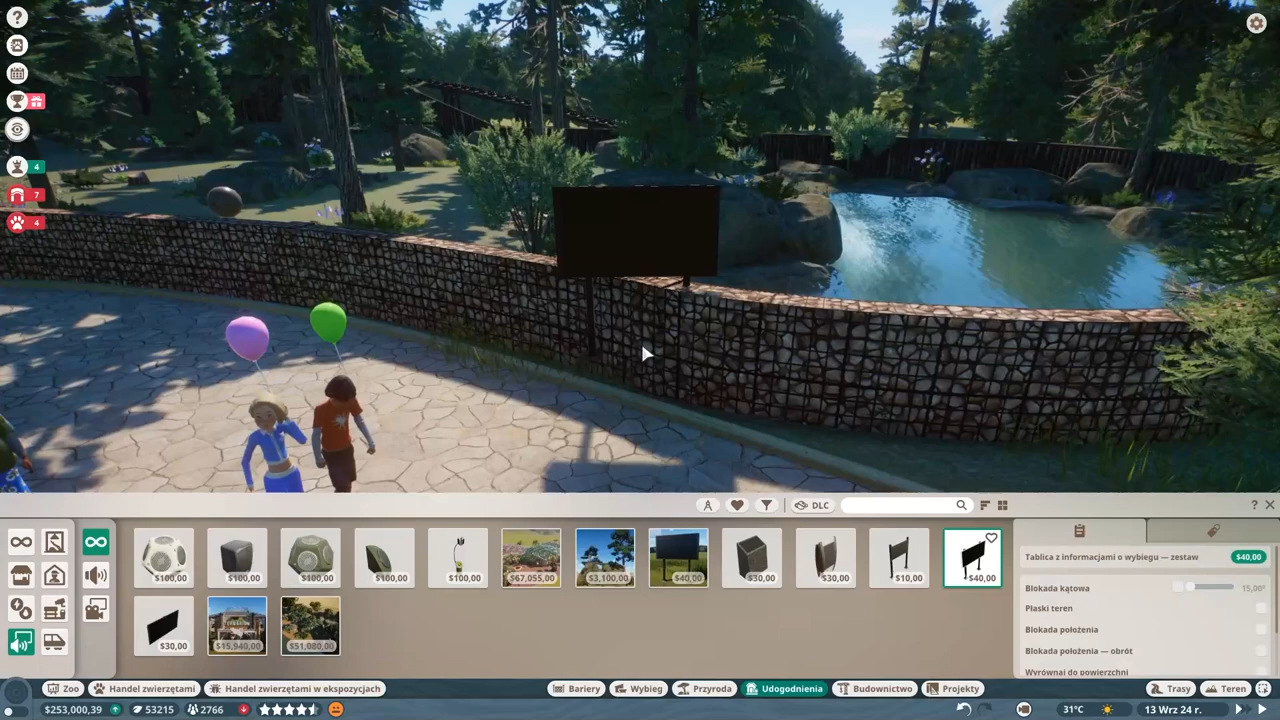 4
7
4
DLC
?
$100,00
$100,00
$100,00
$100,00
$100,00
$67,055,00
$3,100,00
$40,00
$30,00
$30,00
$10,00
$40,00
$30,00
$15,940,00
$51,080,00
Tablica z informacjami o wybiegu — zestaw $40,00
Blokada kątowa 15,00°
Płaski teren
Blokada położenia
Blokada położenia — obrót
Wyrównaj do powierzchni
Zoo
Handel zwierzętami
Handel zwierzętami w ekspozycjach
Bariery
Wybieg
Przyroda
Udogodnienia
Budownictwo
Projekty
Trasy
Teren
$253,000,39
53215
2766
31°C
13 Wrz 24 r.